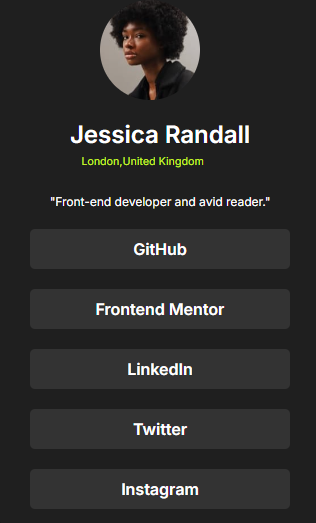 Jessica Randall
London,United Kingdom
"Front-end developer and avid reader."
GitHub
Frontend Mentor
LinkedIn
Twitter
Instagram